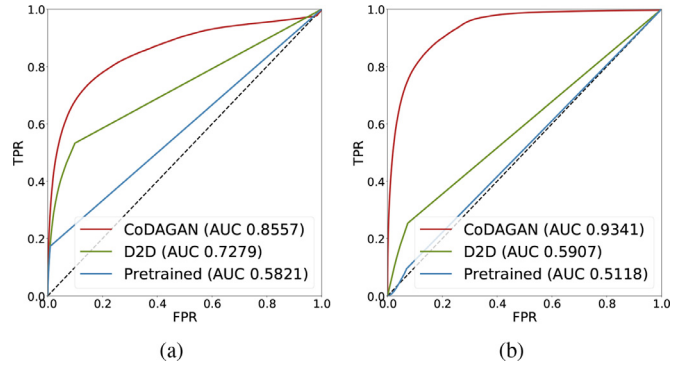 1.0
0.8
0.6
0.4
0.2
0.0
TPR
0.0 0.2 0.4 0.6 0.8 1.0
FPR
CoDAGAN (AUC 0.8557)
D2D (AUC 0.7279)
Pretrained (AUC 0.5821)
(a)
1.0
0.8
0.6
0.4
0.2
0.0
TPR
0.0 0.2 0.4 0.6 0.8 1.0
FPR
CoDAGAN (AUC 0.9341)
D2D (AUC 0.5907)
Pretrained (AUC 0.5118)
(b)